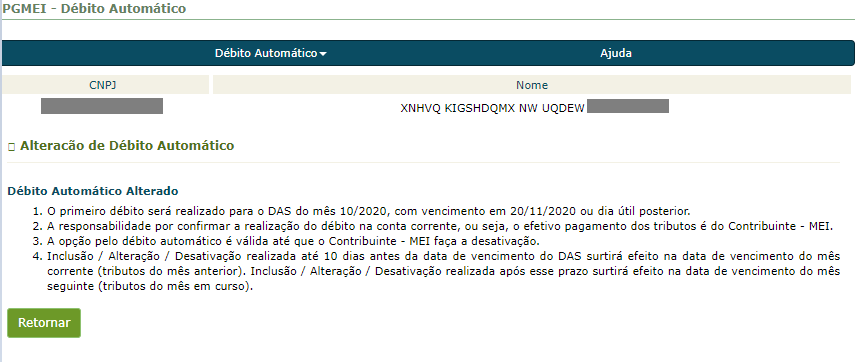 PGMEI - Débito Automático
Débito Automático Ajuda
CNPJ Nome
XNHVQ KIGSHDQMX NW UQDEW
Alteracão de Débito Automático
Débito Automático Alterado
1. O primeiro débito será realizado para o DAS do mês 10/2020, com vencimento em 20/11/2020 ou dia útil posterior.
2. A responsabilidade por confirmar a realização do débito na conta corrente, ou seja, o efetivo pagamento dos tributos é do Contribuinte - MEI.
3. A opção pelo débito automático é válida até que o Contribuinte - MEI faça a desativação.
4. Inclusão / Alteração / Desativação realizada até 10 dias antes da data de vencimento do DAS surtirá efeito na data de vencimento do mês
corrente (tributos do mês anterior). Inclusão / Alteração / Desativação realizada após esse prazo surtirá efeito na data de vencimento do mês
seguinte (tributos do mês em curso).
Retornar